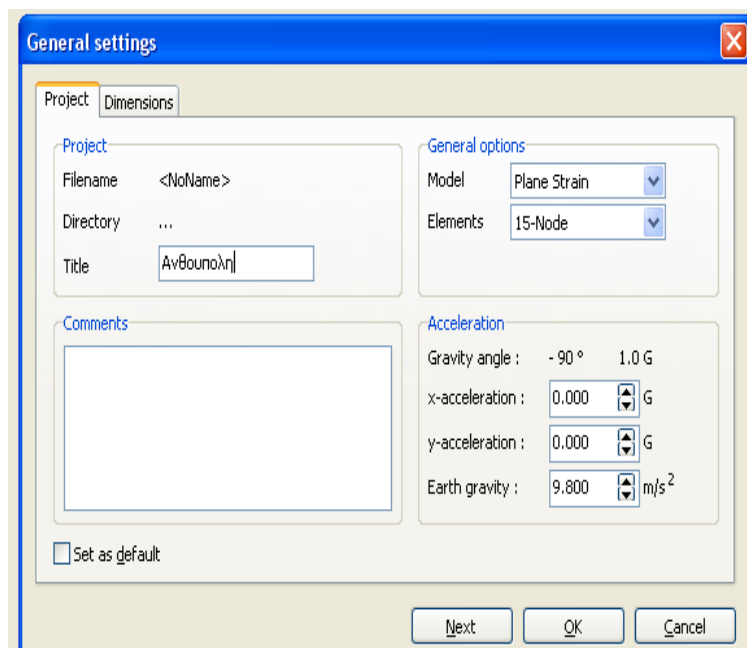 General settings
Project
Dimensions
Project
Filename <NoName>
Directory ...
Title Ανθουπολη
General options
Model Plane Strain
Elements 15-Node
Comments
Acceleration
Gravity angle : - 90 ° 1.0 G
x-acceleration : 0.000 G
y-acceleration : 0.000 G
Earth gravity : 9.800 m/s²
Set as default
Next OK Cancel